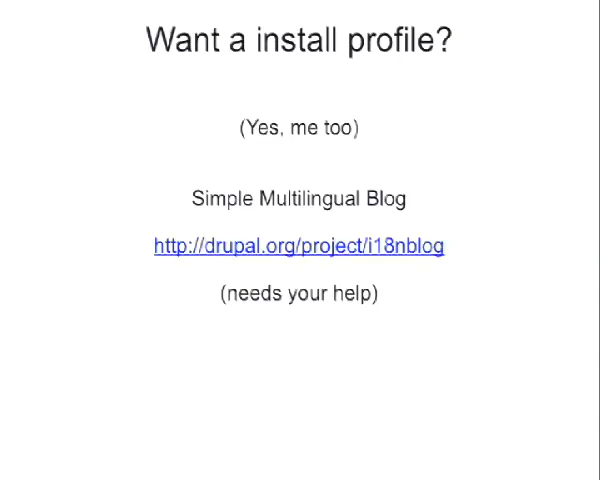 Want a install profile?
(Yes, me too)
Simple Multilingual Blog
http://drupal.org/project/i18nblog
(needs your help)